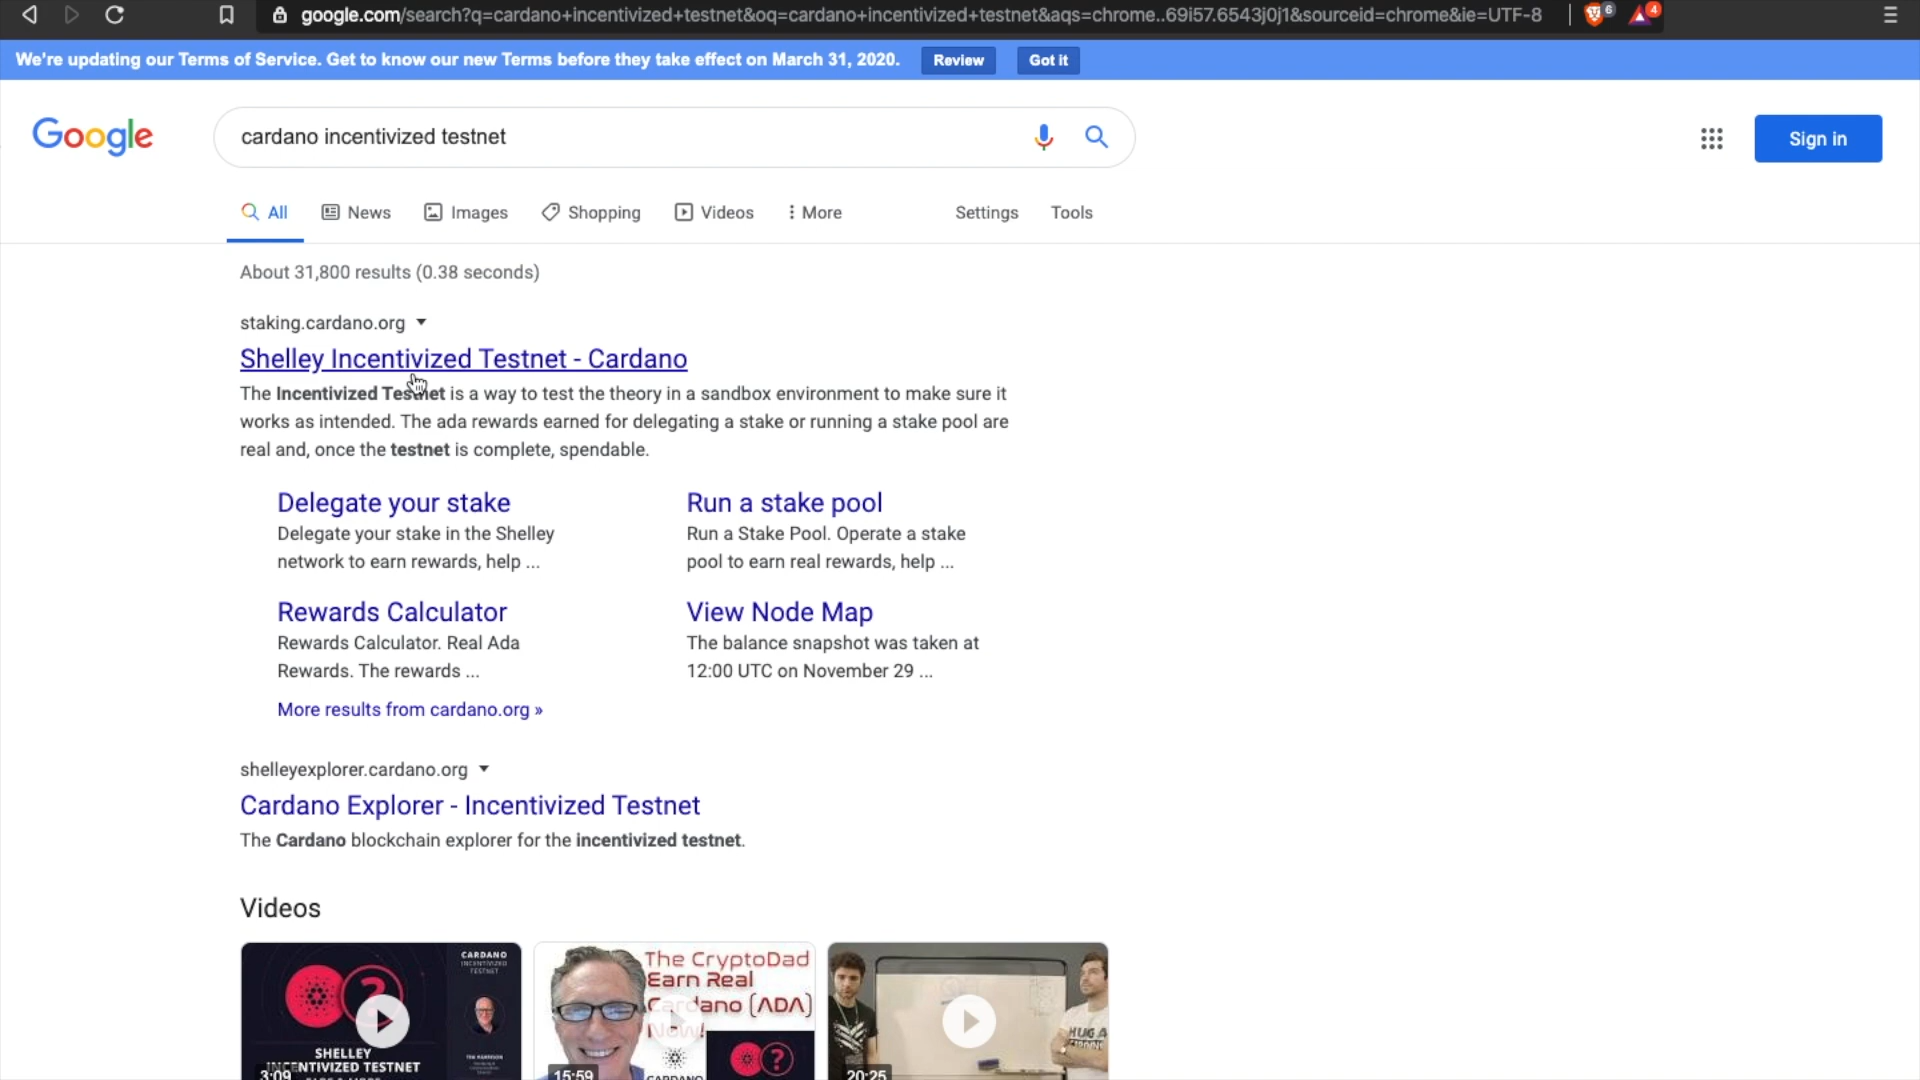 google.com/search?q=cardano+incentivized+testnet&oq=cardano+incentivized+testnet&aqs=chrome..69i57.6543j0j1&sourceid=chrome&ie=UTF-8
6
4
We're updating our Terms of Service. Get to know our new Terms before they take effect on March 31, 2020.
Review
Got it
Google
cardano incentivized testnet
Sign in
All
News
Images
Shopping
Videos
More
Settings
Tools
About 31,800 results (0.38 seconds)
staking.cardano.org
Shelley Incentivized Testnet - Cardano
The Incentivized Testnet is a way to test the theory in a sandbox environment to make sure it
works as intended. The ada rewards earned for delegating a stake or running a stake pool are
real and, once the testnet is complete, spendable.
Delegate your stake
Delegate your stake in the Shelley
network to earn rewards, help ...
Run a stake pool
Run a Stake Pool. Operate a stake
pool to earn real rewards, help ...
Rewards Calculator
Rewards Calculator. Real Ada
Rewards. The rewards ...
View Node Map
The balance snapshot was taken at
12:00 UTC on November 29 ...
More results from cardano.org »
shelleyexplorer.cardano.org
Cardano Explorer - Incentivized Testnet
The Cardano blockchain explorer for the incentivized testnet.
Videos
CARDANO
INCENTIVIZED
TESTNET
SHELLEY
INCENTIVIZED TESTNET
3:09
The CryptoDad
Earn Real
Cardano (ADA)
Now!
CARDANO
15:59
HUG A
20:25